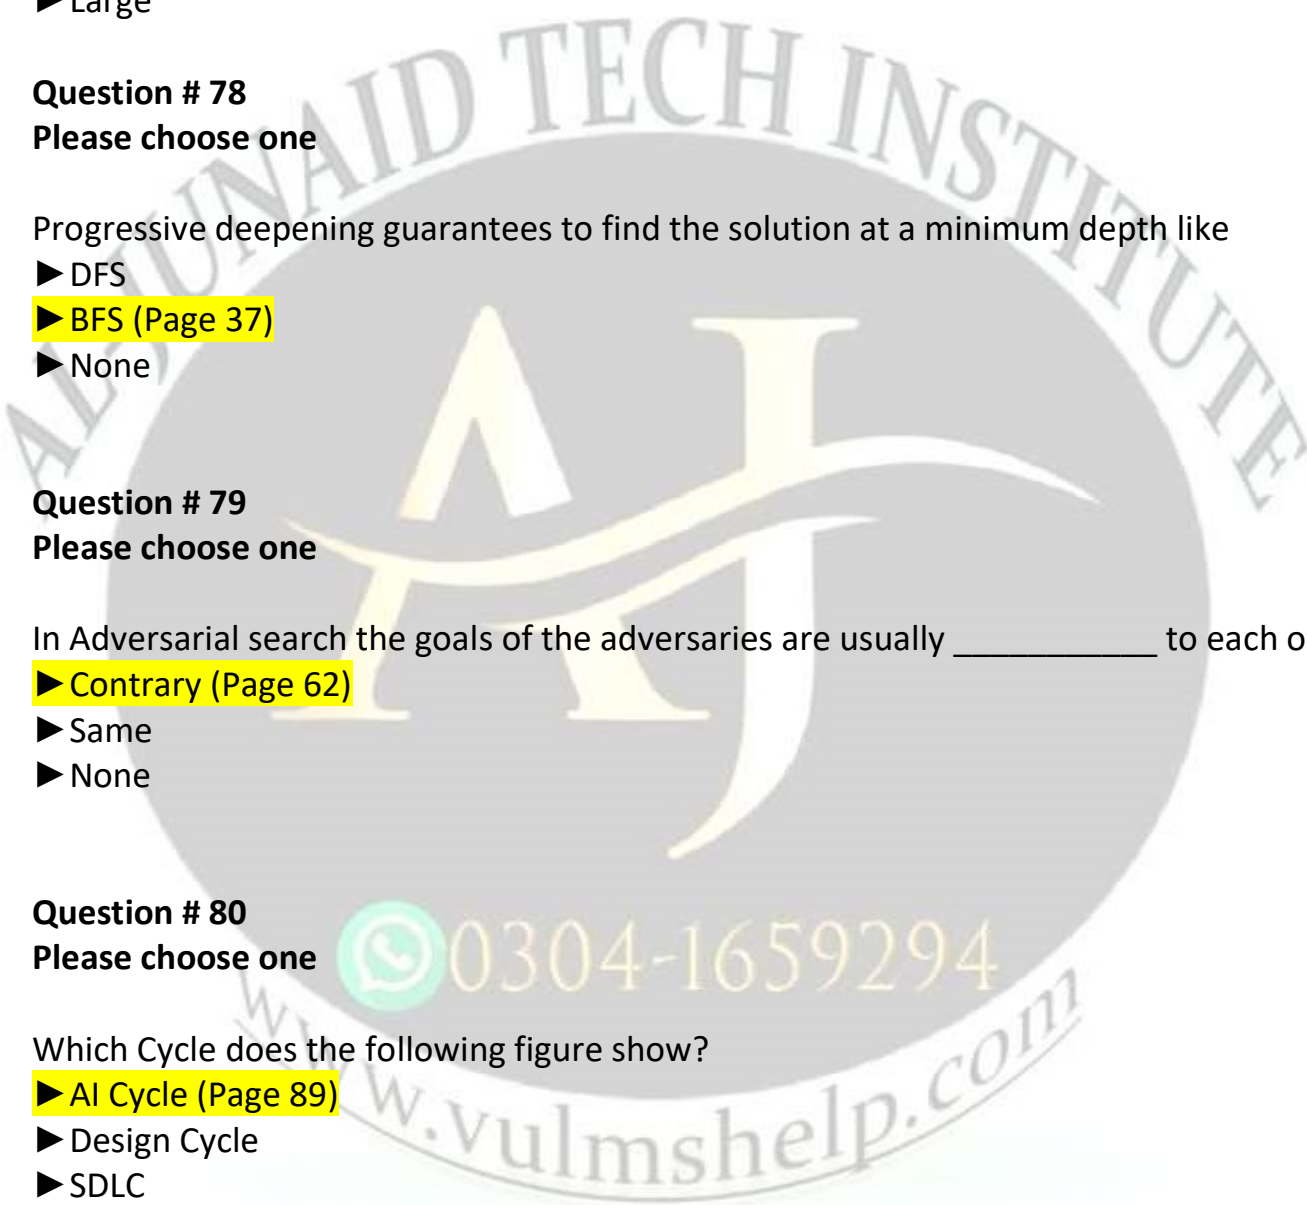 ►Large
Question # 78
Please choose one
Progressive deepening guarantees to find the solution at a minimum depth like
►DFS
►BFS (Page 37)
►None
Question # 79
Please choose one
In Adversarial search the goals of the adversaries are usually ___________ to each o
►Contrary (Page 62)
►Same
►None
Question # 80
Please choose one
Which Cycle does the following figure show?
►AI Cycle (Page 89)
►Design Cycle
►SDLC
AL-JUNAID TECH INSTITUTE
AJ
0304-1659294
www.vulmshelp.com